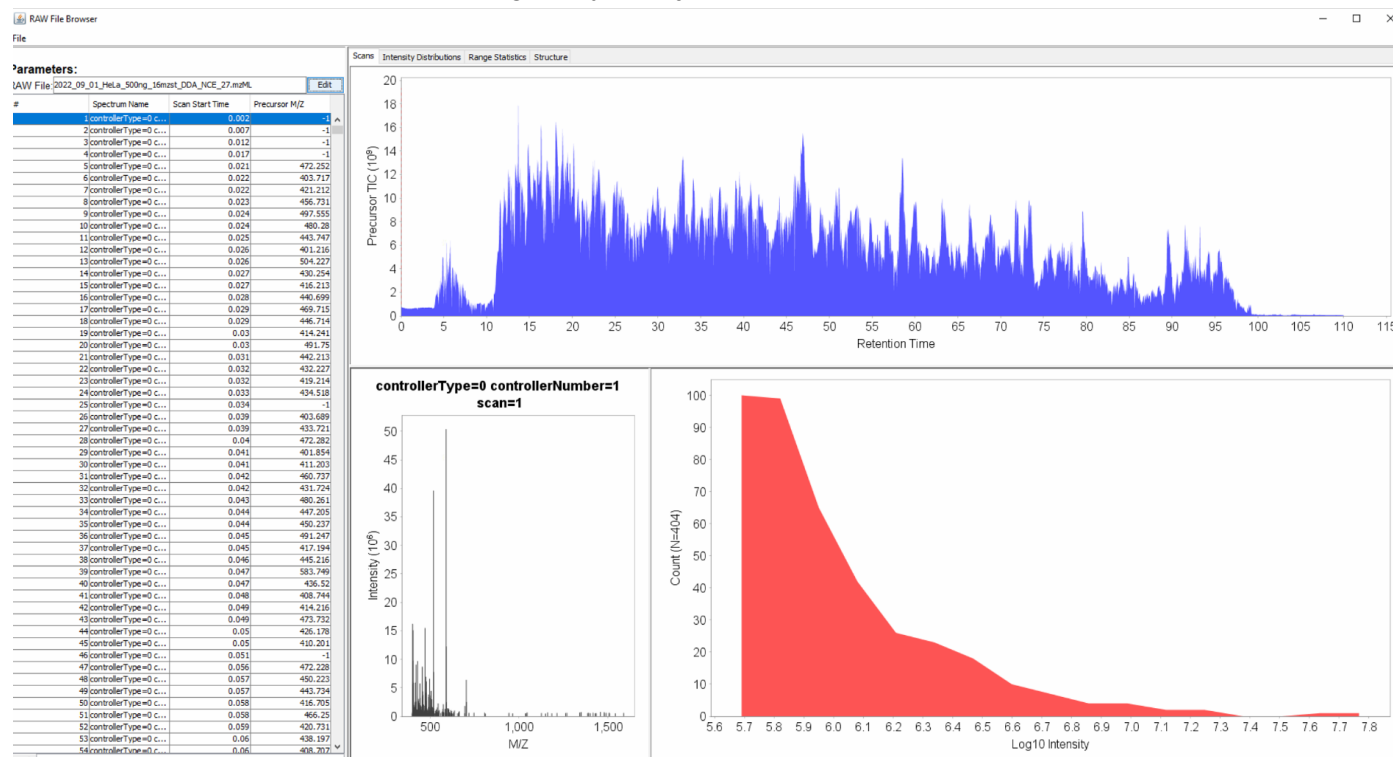 RAW File Browser
File
Parameters:
RAW File: 2022_09_01_HeLa_500ng_16mzst_DDA_NCE_27.mzML Edit
# Spectrum Name Scan Start Time Precursor M/Z
1 controllerType=0 c... 0.002 -1
2 controllerType=0 c... 0.007 -1
3 controllerType=0 c... 0.012 -1
4 controllerType=0 c... 0.017 -1
5 controllerType=0 c... 0.021 472.252
6 controllerType=0 c... 0.022 403.717
7 controllerType=0 c... 0.022 421.212
8 controllerType=0 c... 0.023 456.731
9 controllerType=0 c... 0.024 497.555
10 controllerType=0 c... 0.024 480.28
11 controllerType=0 c... 0.025 443.747
12 controllerType=0 c... 0.026 401.216
13 controllerType=0 c... 0.026 504.227
14 controllerType=0 c... 0.027 430.254
15 controllerType=0 c... 0.027 416.213
16 controllerType=0 c... 0.028 440.699
17 controllerType=0 c... 0.029 469.715
18 controllerType=0 c... 0.029 446.714
19 controllerType=0 c... 0.03 414.241
20 controllerType=0 c... 0.03 491.75
21 controllerType=0 c... 0.031 442.213
22 controllerType=0 c... 0.032 432.227
23 controllerType=0 c... 0.032 419.214
24 controllerType=0 c... 0.033 434.518
25 controllerType=0 c... 0.034 -1
26 controllerType=0 c... 0.039 403.689
27 controllerType=0 c... 0.039 433.721
28 controllerType=0 c... 0.04 472.282
29 controllerType=0 c... 0.041 401.854
30 controllerType=0 c... 0.041 411.203
31 controllerType=0 c... 0.042 460.737
32 controllerType=0 c... 0.042 431.724
33 controllerType=0 c... 0.043 480.261
34 controllerType=0 c... 0.044 447.205
35 controllerType=0 c... 0.044 450.237
36 controllerType=0 c... 0.045 491.247
37 controllerType=0 c... 0.045 417.194
38 controllerType=0 c... 0.046 445.216
39 controllerType=0 c... 0.047 583.749
40 controllerType=0 c... 0.047 436.52
41 controllerType=0 c... 0.048 408.744
42 controllerType=0 c... 0.049 414.216
43 controllerType=0 c... 0.049 473.732
44 controllerType=0 c... 0.05 426.178
45 controllerType=0 c... 0.05 410.201
46 controllerType=0 c... 0.051 -1
47 controllerType=0 c... 0.056 472.228
48 controllerType=0 c... 0.057 450.223
49 controllerType=0 c... 0.057 443.734
50 controllerType=0 c... 0.058 416.705
51 controllerType=0 c... 0.058 466.25
52 controllerType=0 c... 0.059 420.731
53 controllerType=0 c... 0.06 438.197
54 controllerType=0 c... 0.06 408.707
Scans Intensity Distributions Range Statistics Structure
20
18
16
14
12
10
8
6
4
2
0
Precursor TIC (10⁹)
0 5 10 15 20 25 30 35 40 45 50 55 60 65 70 75 80 85 90 95 100 105 110 115
Retention Time
controllerType=0 controllerNumber=1
scan=1
50
45
40
35
30
25
20
15
10
5
0
Intensity (10⁶)
500 1,000 1,500
M/Z
100
90
80
70
60
50
40
30
20
10
0
Count (N=404)
5.6 5.7 5.8 5.9 6.0 6.1 6.2 6.3 6.4 6.5 6.6 6.7 6.8 6.9 7.0 7.1 7.2 7.3 7.4 7.5 7.6 7.7 7.8
Log10 Intensity